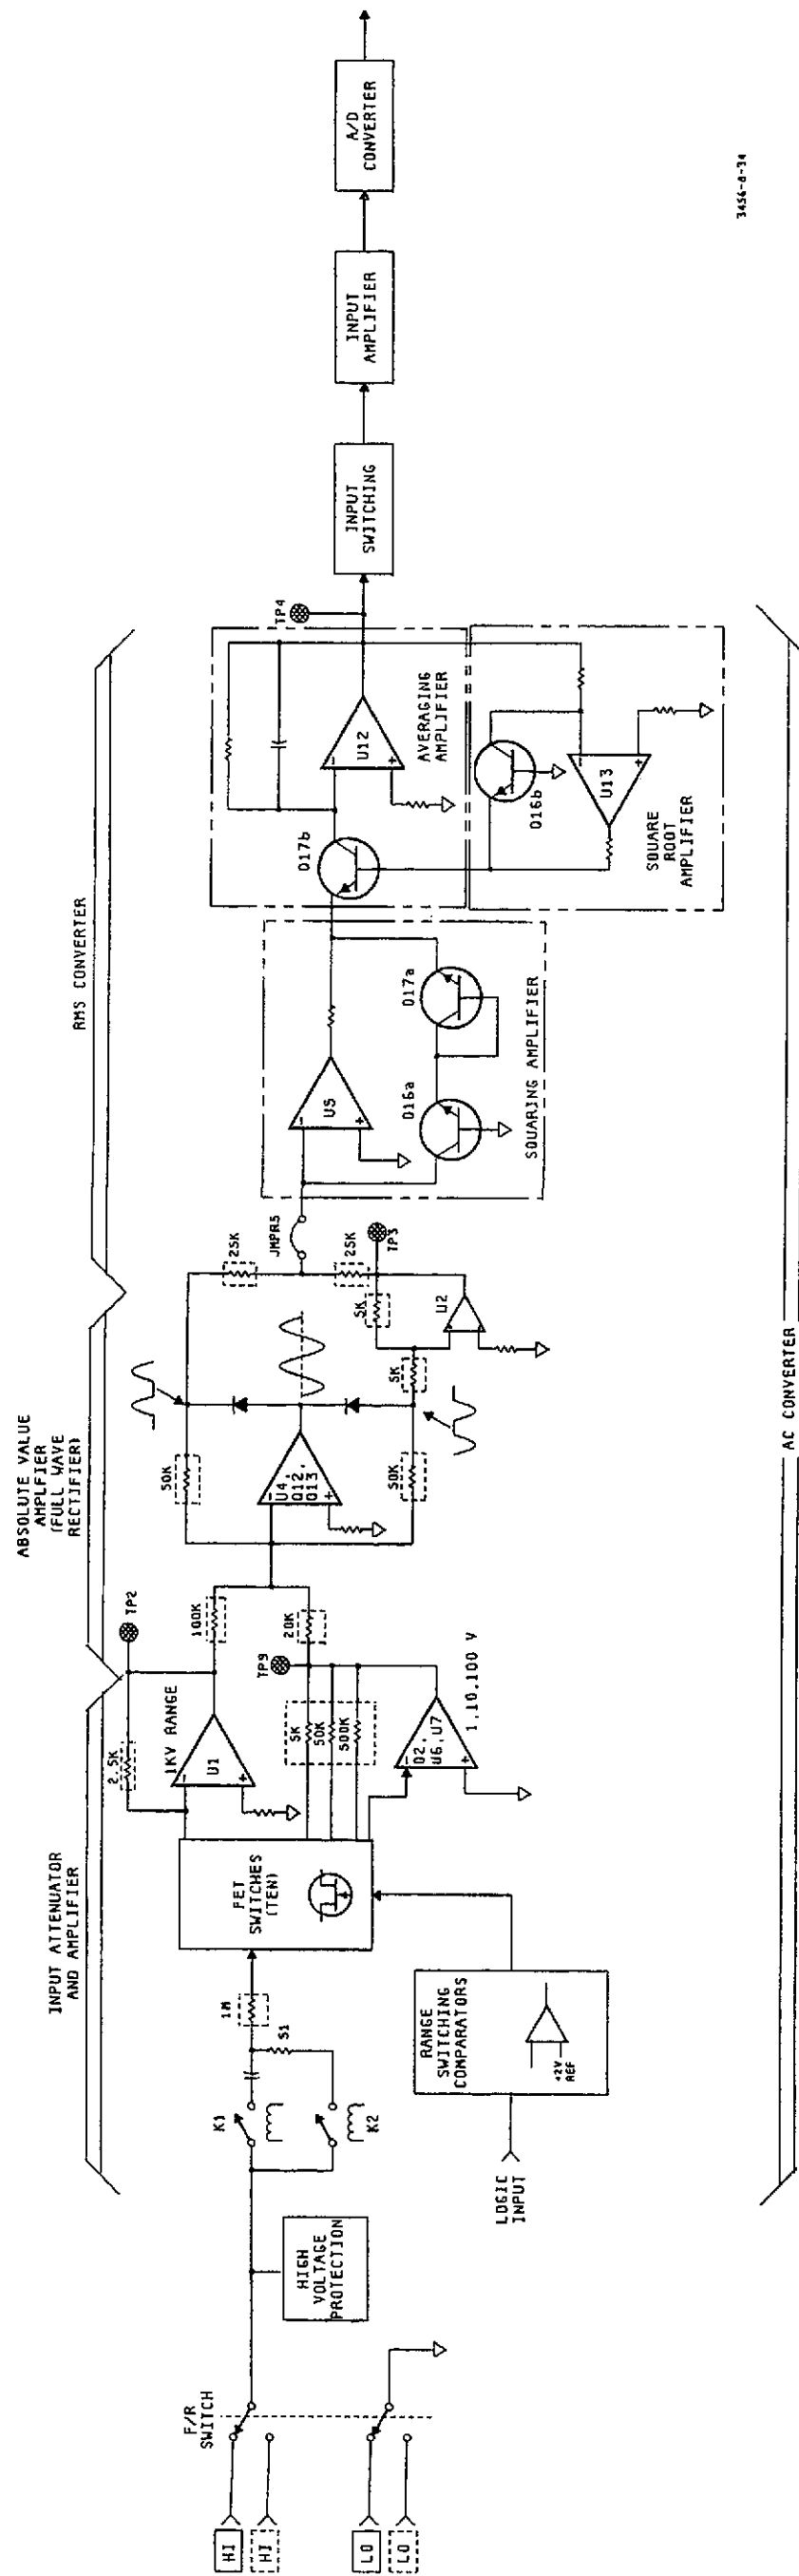 INPUT ATTENUATOR
AND AMPLIFIER
ABSOLUTE VALUE
AMPLFIER
(FULL WAVE
RECTIFIER)
RMS CONVERTER
F/R
SWITCH
HI
HI
LO
LO
HIGH
VOLTAGE
PROTECTION
K1
K2
S1
1M
LOGIC
INPUT
RANGE
SWITCHING
COMPARATORS
+2V
REF
FET
SWITCHES
(TEN)
2.5K
TP2
1KV RANGE
U1
-
+
100K
20K
TP9
5K
50K
500K
Q2,
U6,U7
-
+
1,10,100 V
50K
50K
U4,
Q12,
Q13
-
+
5K
5K
U2
TP3
25K
25K
JMPR5
U5
-
+
Q16a
Q17a
SQUARING AMPLIFIER
Q17b
U12
-
+
AVERAGING
AMPLIFIER
TP4
Q16b
U13
-
+
SQUARE
ROOT
AMPLIFIER
INPUT
SWITCHING
INPUT
AMPLIFIER
A/D
CONVERTER
AC CONVERTER
3456-8-34